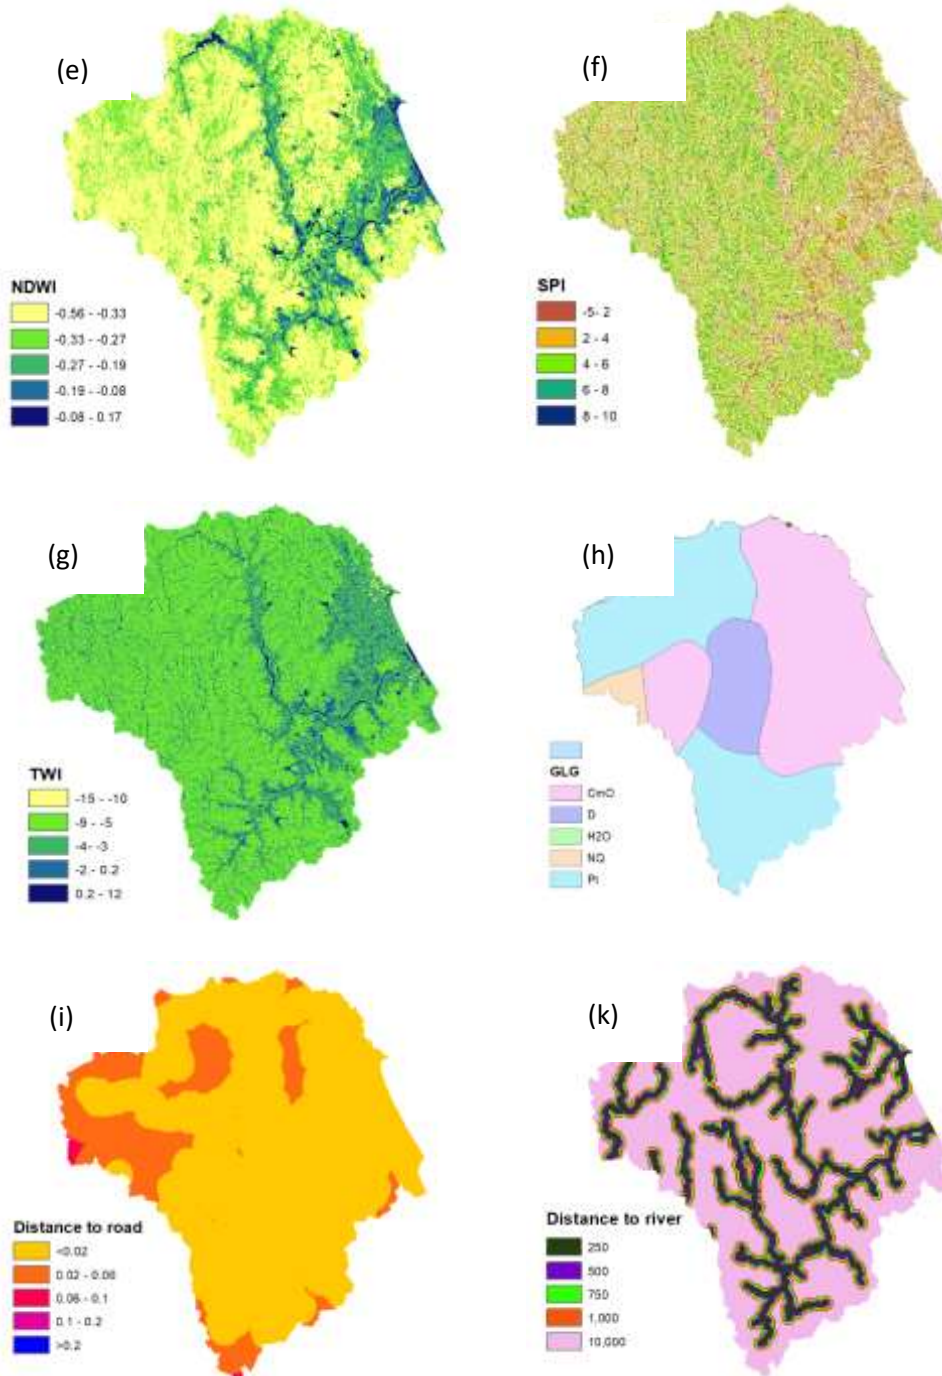 (e)
NDWI
-0.56 - -0.33
-0.33 - -0.27
-0.27 - -0.19
-0.19 - -0.08
-0.08 - 0.17
(f)
SPI
-5- 2
2 - 4
4 - 6
6 - 8
8 - 10
(g)
TWI
-15 - -10
-9 - -5
-4 - -3
-2 - 0.2
0.2 - 12
(h)
GLG
CmO
D
H2O
NQ
(i)
Distance to road
<0.02
0.02 - 0.06
0.06 - 0.1
0.1 - 0.2
>0.2
(k)
Distance to river
250
500
750
1,000
10,000